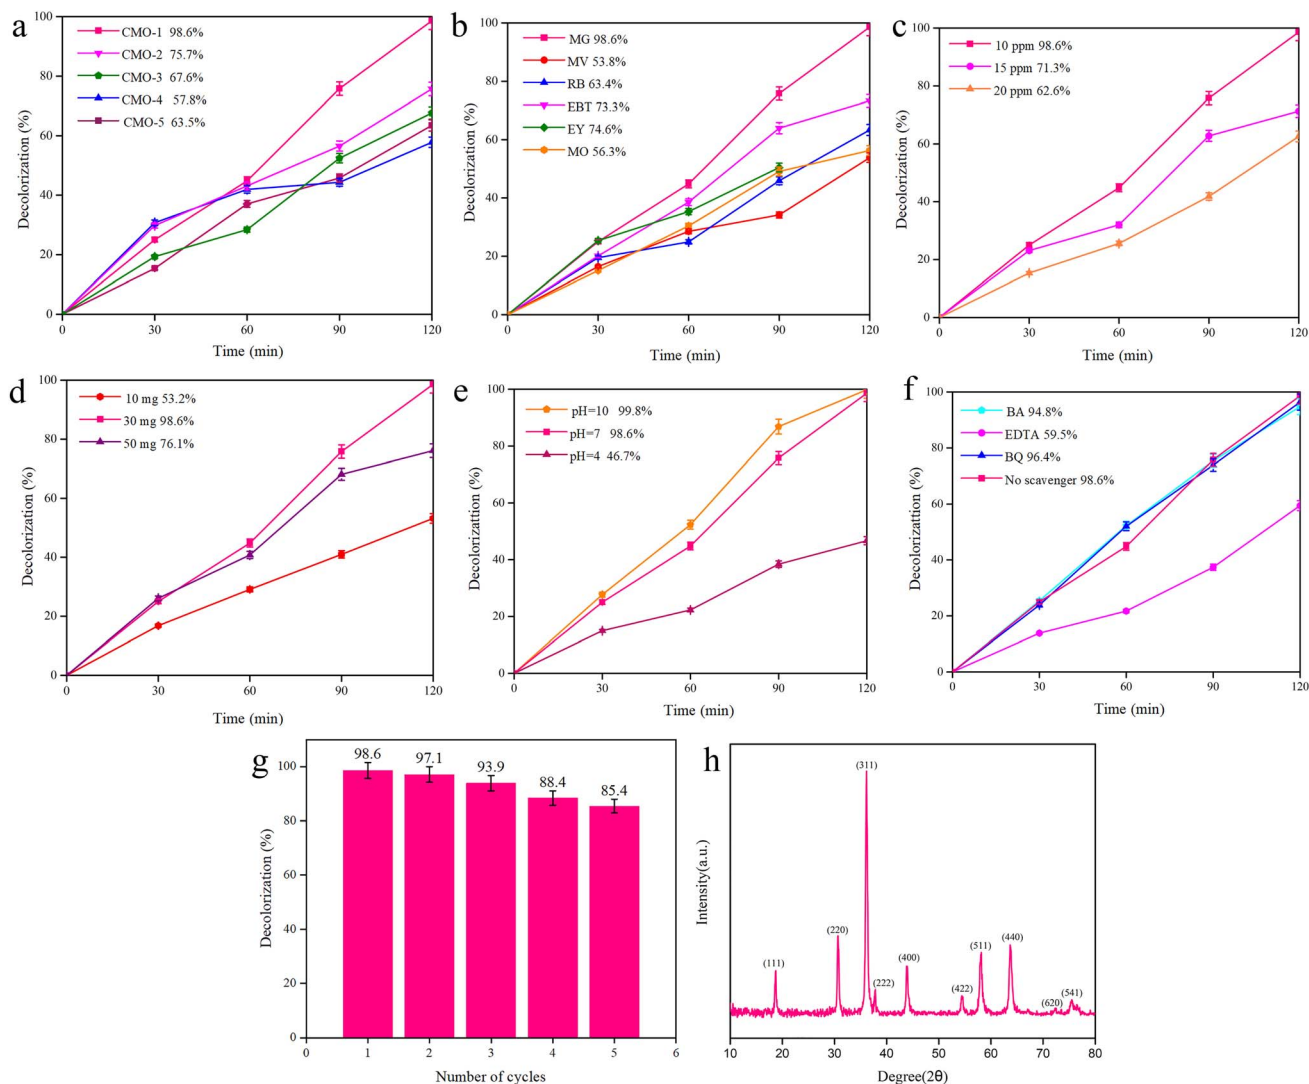 a
CMO-1 98.6%
CMO-2 75.7%
CMO-3 67.6%
CMO-4 57.8%
CMO-5 63.5%
Decolorization (%)
100
80
60
40
20
0
0 30 60 90 120
Time (min)
b
MG 98.6%
MV 53.8%
RB 63.4%
EBT 73.3%
EY 74.6%
MO 56.3%
Decolorization (%)
100
80
60
40
20
0
0 30 60 90 120
Time (min)
c
10 ppm 98.6%
15 ppm 71.3%
20 ppm 62.6%
Decolorization (%)
100
80
60
40
20
0
0 30 60 90 120
Time (min)
d
10 mg 53.2%
30 mg 98.6%
50 mg 76.1%
Decolorization (%)
100
80
60
40
20
0
0 30 60 90 120
Time (min)
e
pH=10 99.8%
pH=7 98.6%
pH=4 46.7%
Decolorization (%)
100
80
60
40
20
0
0 30 60 90 120
Time (min)
f
BA 94.8%
EDTA 59.5%
BQ 96.4%
No scavenger 98.6%
Decolorization (%)
100
80
60
40
20
0
0 30 60 90 120
Time (min)
g
98.6 97.1 93.9 88.4 85.4
Decolorization (%)
100
80
60
40
20
0
0 1 2 3 4 5 6
Number of cycles
h
(111) (220) (311) (222) (400) (422) (511) (440) (620) (541)
Intensity(a.u.)
10 20 30 40 50 60 70 80
Degree(2θ)